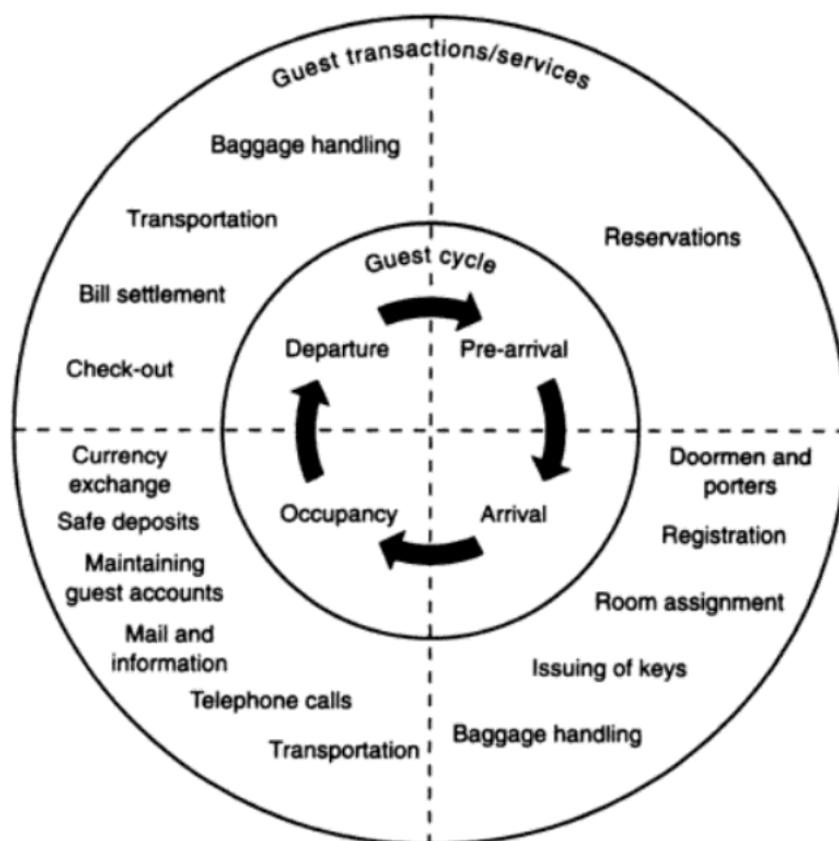 Guest transactions/services
Baggage handling
Transportation
Reservations
Guest cycle
Bill settlement
Departure
Pre-arrival
Check-out
Currency
exchange
Doormen and
porters
Safe deposits
Occupancy
Arrival
Registration
Maintaining
guest accounts
Room assignment
Mail and
information
Issuing of keys
Telephone calls
Transportation
Baggage handling